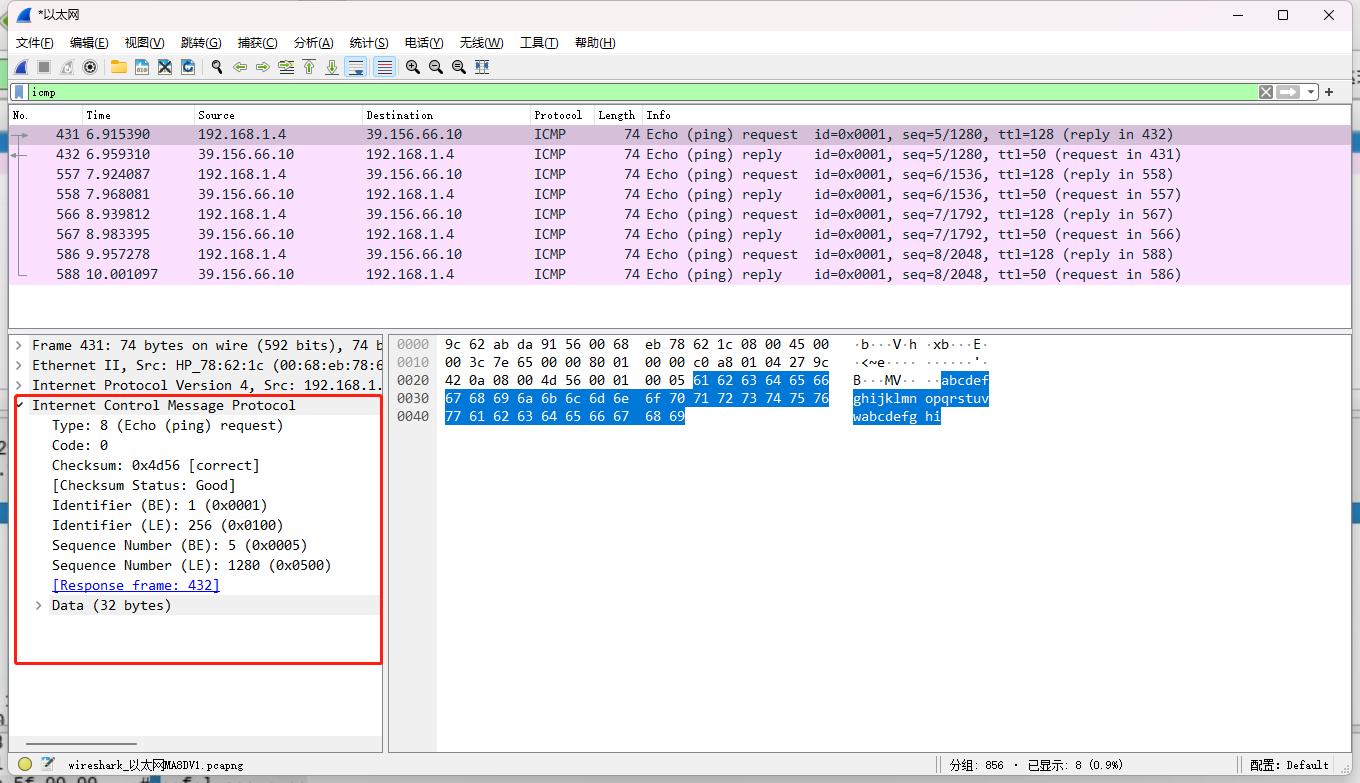 *以太网
文件(F) 编辑(E) 视图(V) 跳转(G) 捕获(C) 分析(A) 统计(S) 电话(Y) 无线(W) 工具(T) 帮助(H)
icmp
No. Time Source Destination Protocol Length Info
431 6.915390 192.168.1.4 39.156.66.10 ICMP 74 Echo (ping) request id=0x0001, seq=5/1280, ttl=128 (reply in 432)
432 6.959310 39.156.66.10 192.168.1.4 ICMP 74 Echo (ping) reply id=0x0001, seq=5/1280, ttl=50 (request in 431)
557 7.924087 192.168.1.4 39.156.66.10 ICMP 74 Echo (ping) request id=0x0001, seq=6/1536, ttl=128 (reply in 558)
558 7.968081 39.156.66.10 192.168.1.4 ICMP 74 Echo (ping) reply id=0x0001, seq=6/1536, ttl=50 (request in 557)
566 8.939812 192.168.1.4 39.156.66.10 ICMP 74 Echo (ping) request id=0x0001, seq=7/1792, ttl=128 (reply in 567)
567 8.983395 39.156.66.10 192.168.1.4 ICMP 74 Echo (ping) reply id=0x0001, seq=7/1792, ttl=50 (request in 566)
586 9.957278 192.168.1.4 39.156.66.10 ICMP 74 Echo (ping) request id=0x0001, seq=8/2048, ttl=128 (reply in 588)
588 10.001097 39.156.66.10 192.168.1.4 ICMP 74 Echo (ping) reply id=0x0001, seq=8/2048, ttl=50 (request in 586)
Frame 431: 74 bytes on wire (592 bits), 74 b
Ethernet II, Src: HP_78:62:1c (00:68:eb:78:6
Internet Protocol Version 4, Src: 192.168.1.
Internet Control Message Protocol
Type: 8 (Echo (ping) request)
Code: 0
Checksum: 0x4d56 [correct]
[Checksum Status: Good]
Identifier (BE): 1 (0x0001)
Identifier (LE): 256 (0x0100)
Sequence Number (BE): 5 (0x0005)
Sequence Number (LE): 1280 (0x0500)
[Response frame: 432]
Data (32 bytes)
0000 9c 62 ab da 91 56 00 68 eb 78 62 1c 08 00 45 00 ·b···V·h ·xb···E·
0010 00 3c 7e 65 00 00 80 01 00 00 c0 a8 01 04 27 9c ·<~e···· ······'·
0020 42 0a 08 00 4d 56 00 01 00 05 61 62 63 64 65 66 B···MV·· ··abcdef
0030 67 68 69 6a 6b 6c 6d 6e 6f 70 71 72 73 74 75 76 ghijklmn opqrstuv
0040 77 61 62 63 64 65 66 67 68 69 wabcdefg hi
wireshark_以太网MA8DV1.pcapng 分组: 856 · 已显示: 8 (0.9%) 配置: Default